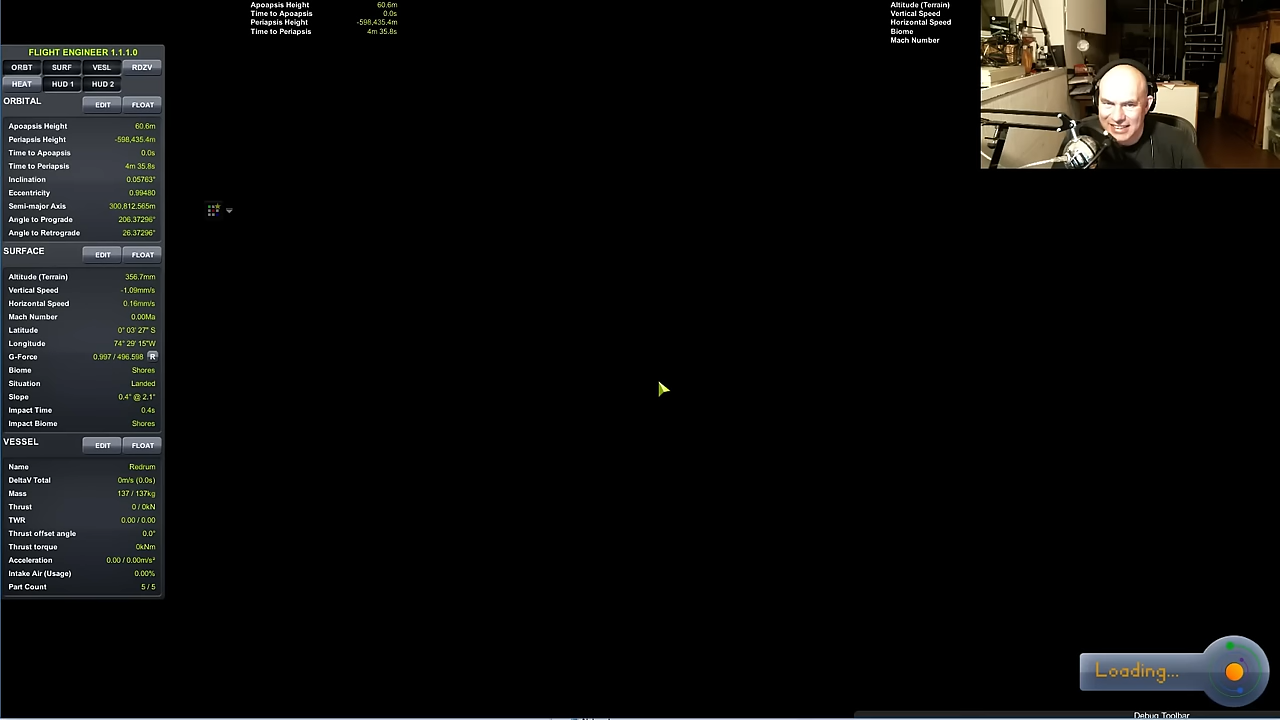 Apoapsis Height 60.6m
Time to Apoapsis 0.0s
Periapsis Height -598,435.4m
Time to Periapsis 4m 35.8s
Altitude (Terrain)
Vertical Speed
Horizontal Speed
Biome
Mach Number
FLIGHT ENGINEER 1.1.1.0
ORBT SURF VESL RDZV
HEAT HUD 1 HUD 2
ORBITAL EDIT FLOAT
Apoapsis Height 60.6m
Periapsis Height -598,435.4m
Time to Apoapsis 0.0s
Time to Periapsis 4m 35.8s
Inclination 0.05763°
Eccentricity 0.99480
Semi-major Axis 300,812.565m
Angle to Prograde 206.37296°
Angle to Retrograde 26.37296°
SURFACE EDIT FLOAT
Altitude (Terrain) 356.7mm
Vertical Speed -1.09mm/s
Horizontal Speed 0.16mm/s
Mach Number 0.00Ma
Latitude 0° 03' 27" S
Longitude 74° 29' 15"W
G-Force 0.997 / 496.598 R
Biome Shores
Situation Landed
Slope 0.4° @ 2.1°
Impact Time 0.4s
Impact Biome Shores
VESSEL EDIT FLOAT
Name Redrum
DeltaV Total 0m/s (0.0s)
Mass 137 / 137kg
Thrust 0 / 0kN
TWR 0.00 / 0.00
Thrust offset angle 0.0°
Thrust torque 0kNm
Acceleration 0.00 / 0.00m/s²
Intake Air (Usage) 0.00%
Part Count 5 / 5
Loading...
Debug Toolbar